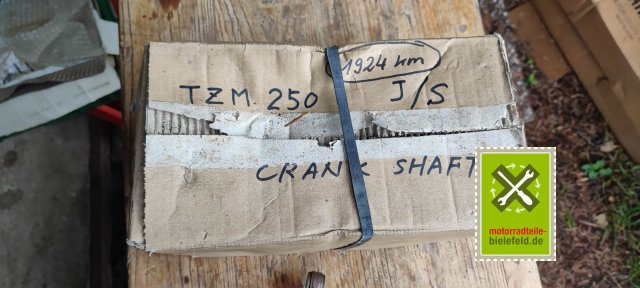 1924 km
TZM 250 J/S
CRANK SHAFT
motorradteile-
bielefeld.de